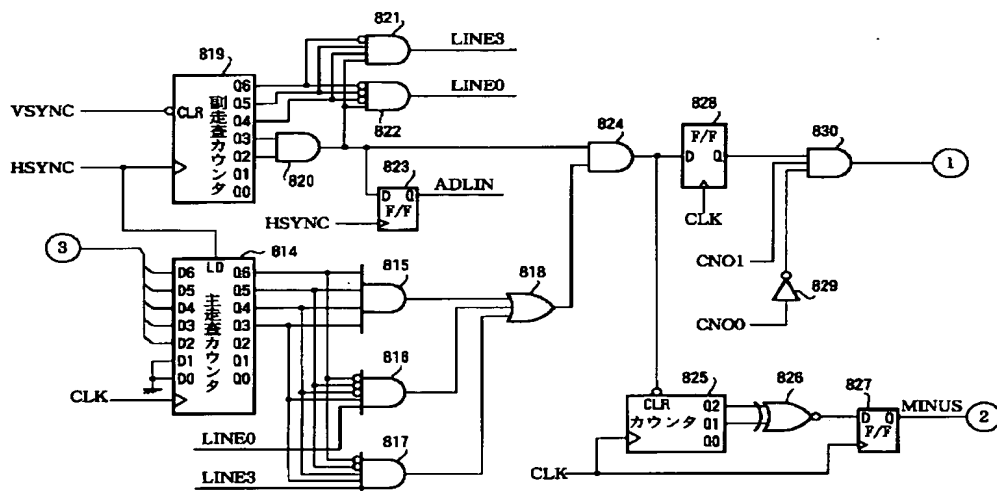 821
LINE3
819
VSYNC
CLR
副走査カウンタ
Q6
Q5
Q4
Q3
Q2
Q1
Q0
LINE0
822
820
HSYNC
823
D Q
F/F
ADLIN
HSYNC
824
828
F/F
D Q
CLK
830
1
CNO1
829
CNO0
3
814
LD
D6
D5
D4
D3
D2
D1
D0
主走査カウンタ
Q6
Q5
Q4
Q3
Q2
Q1
Q0
CLK
815
816
LINE0
817
LINE3
818
825
CLR
カウンタ
Q2
Q1
Q0
CLK
826
827
D Q
F/F
MINUS
2